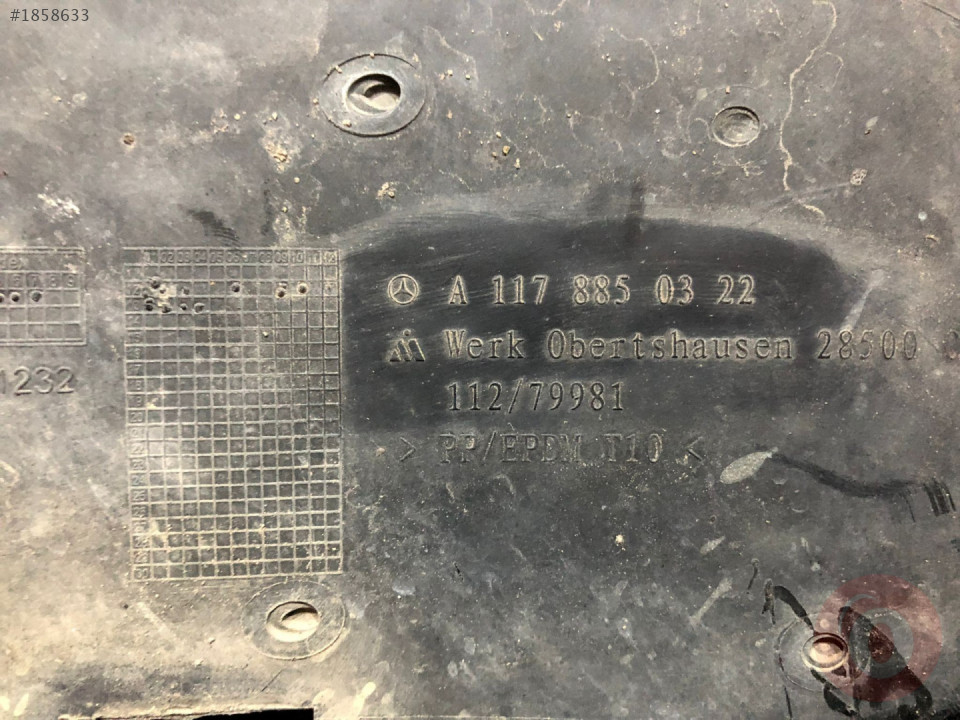 #1858633
A 117 885 03 22
Werk Obertshausen 28500
112/79981
> PP/EPDM T10 <
1232